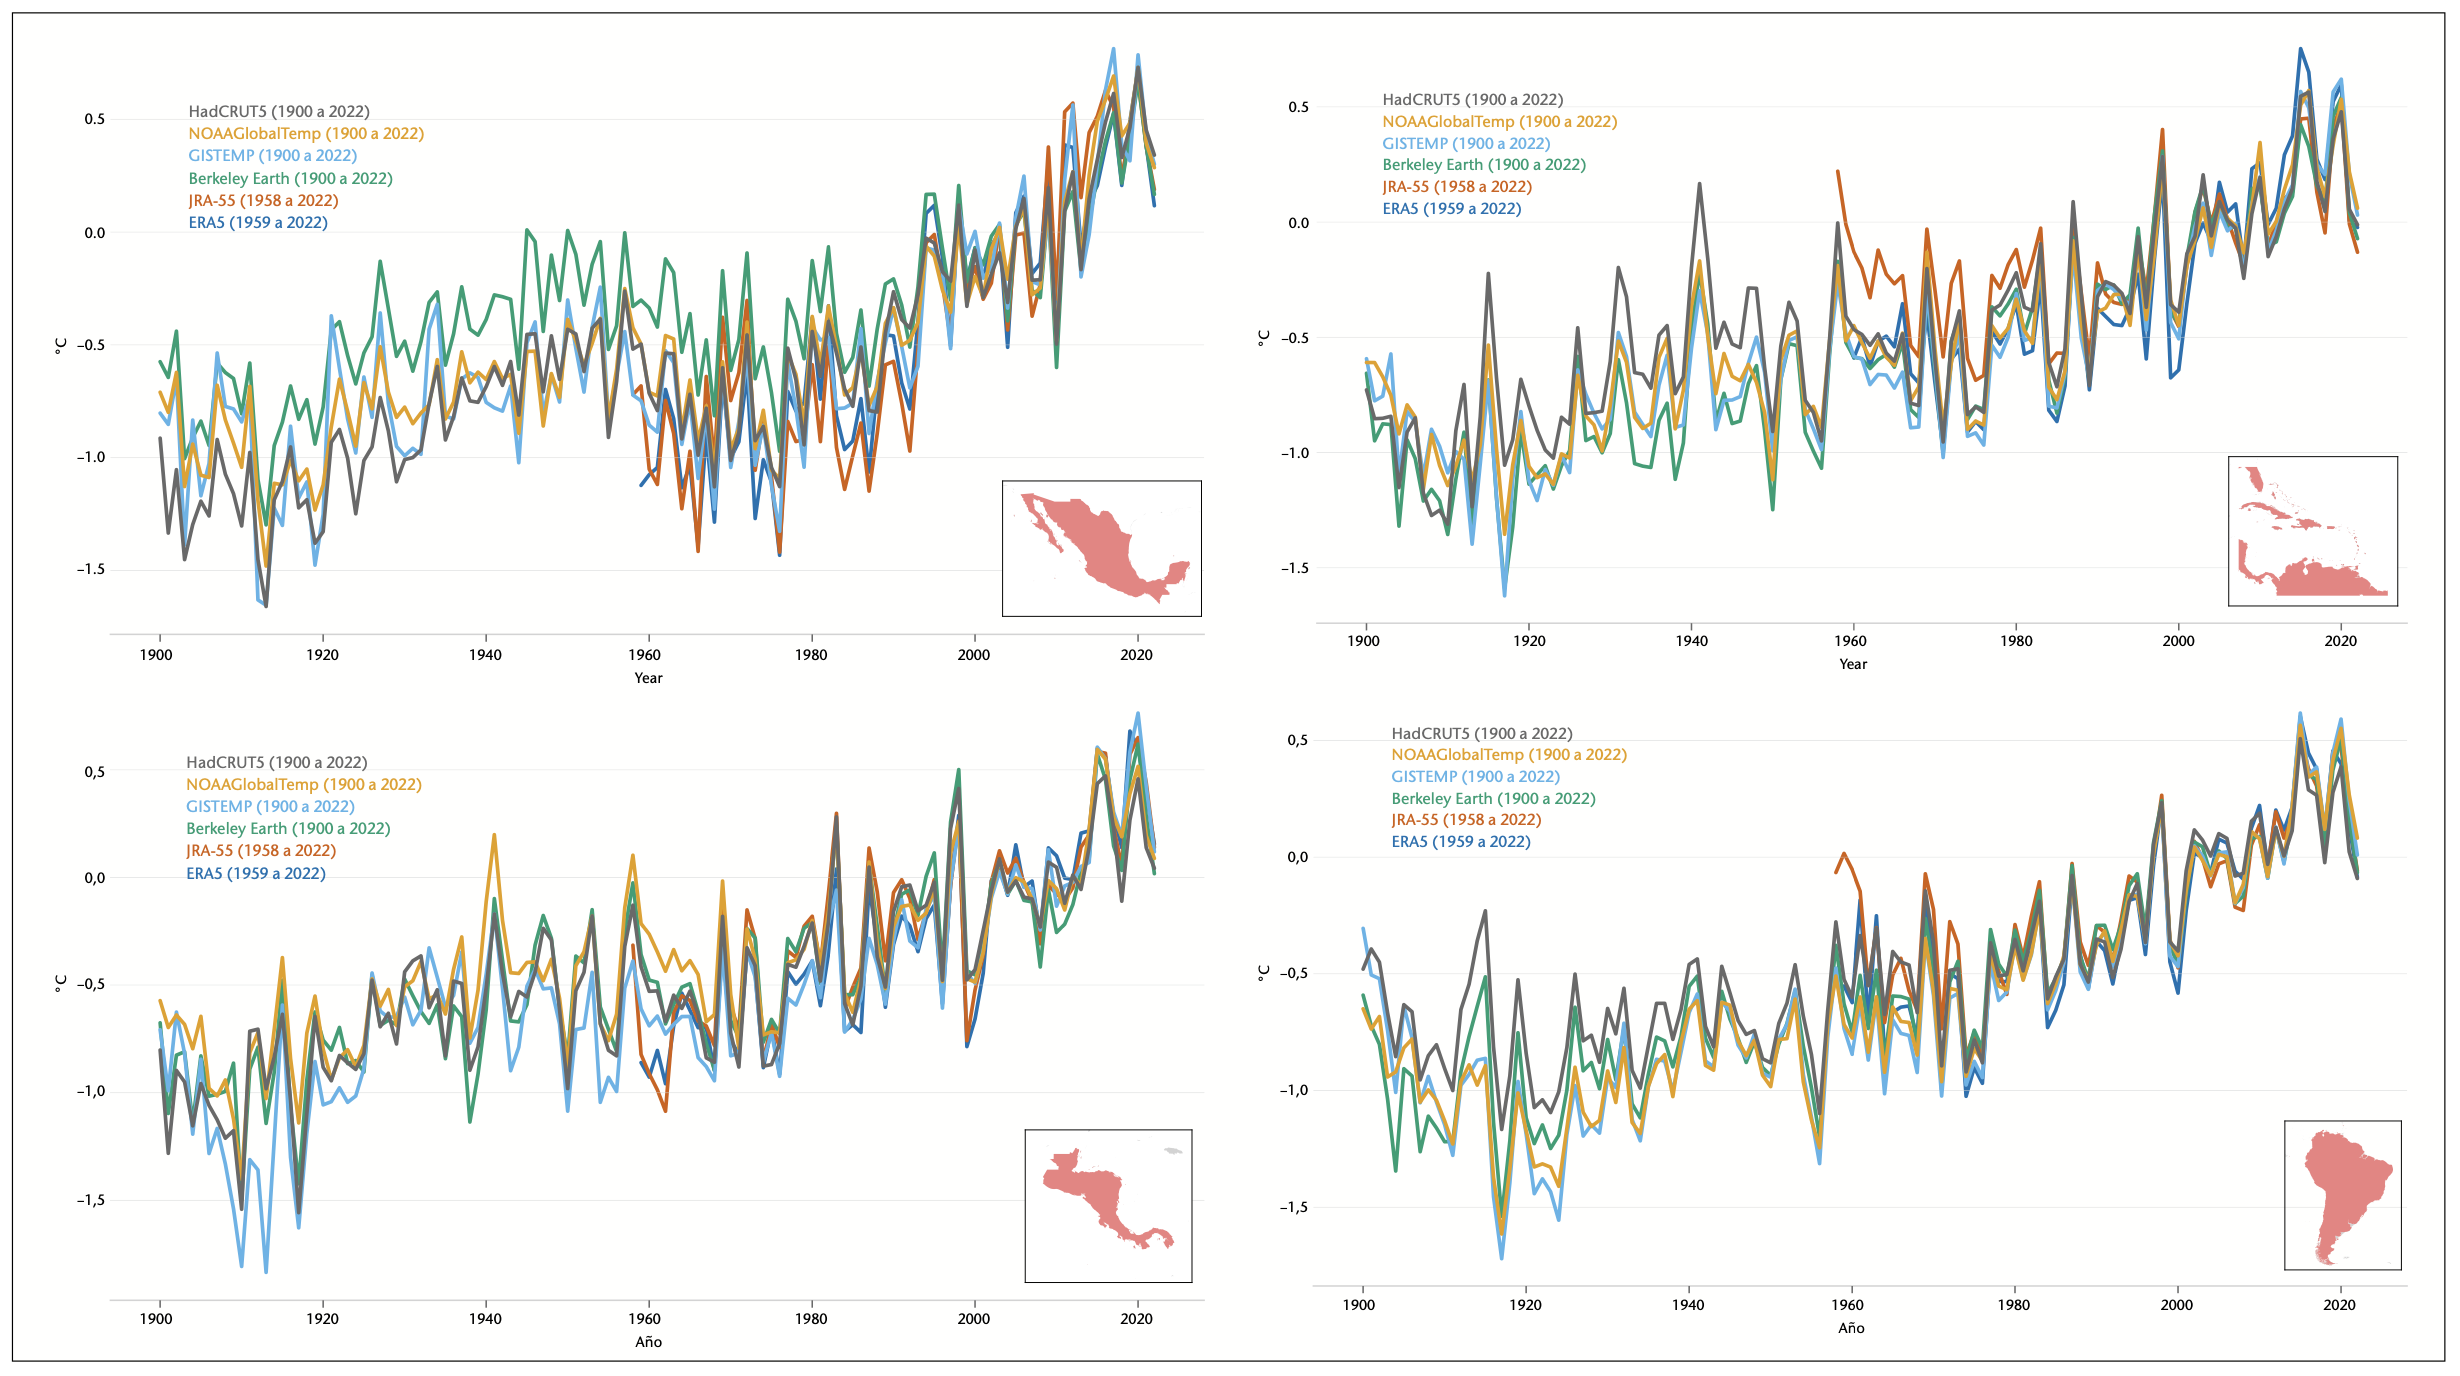 HadCRUT5 (1900 a 2022)
NOAAGlobalTemp (1900 a 2022)
GISTEMP (1900 a 2022)
Berkeley Earth (1900 a 2022)
JRA-55 (1958 a 2022)
ERA5 (1959 a 2022)
°C
0.5
0.0
–0.5
–1.0
–1.5
1900 1920 1940 1960 1980 2000 2020
Year
HadCRUT5 (1900 a 2022)
NOAAGlobalTemp (1900 a 2022)
GISTEMP (1900 a 2022)
Berkeley Earth (1900 a 2022)
JRA-55 (1958 a 2022)
ERA5 (1959 a 2022)
°C
0.5
0.0
–0.5
–1.0
–1.5
1900 1920 1940 1960 1980 2000 2020
Year
HadCRUT5 (1900 a 2022)
NOAAGlobalTemp (1900 a 2022)
GISTEMP (1900 a 2022)
Berkeley Earth (1900 a 2022)
JRA-55 (1958 a 2022)
ERA5 (1959 a 2022)
°C
0,5
0,0
–0,5
–1,0
–1,5
1900 1920 1940 1960 1980 2000 2020
Año
HadCRUT5 (1900 a 2022)
NOAAGlobalTemp (1900 a 2022)
GISTEMP (1900 a 2022)
Berkeley Earth (1900 a 2022)
JRA-55 (1958 a 2022)
ERA5 (1959 a 2022)
°C
0,5
0,0
–0,5
–1,0
–1,5
1900 1920 1940 1960 1980 2000 2020
Año